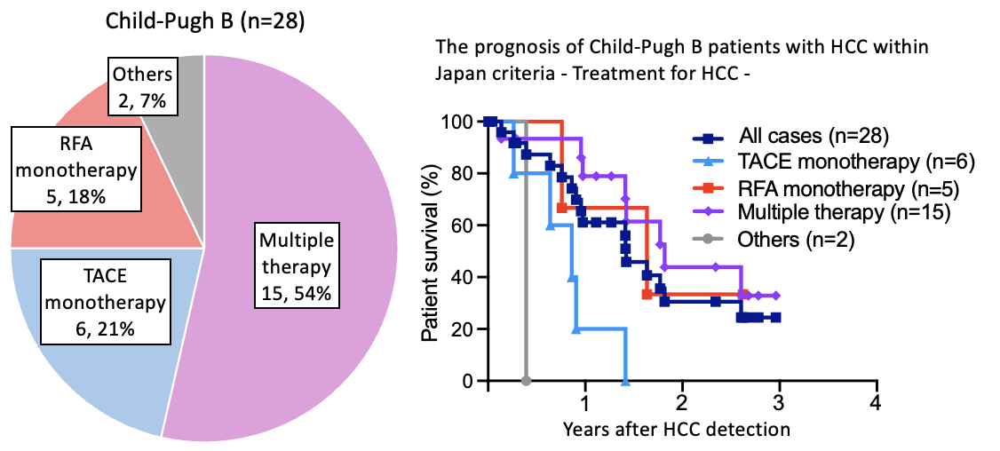 Child-Pugh B (n=28)
Others
2, 7%
RFA
monotherapy
5, 18%
TACE
monotherapy
6, 21%
Multiple
therapy
15, 54%
The prognosis of Child-Pugh B patients with HCC within
Japan criteria - Treatment for HCC -
Patient survival (%)
100
80
60
40
20
0
1
2
3
4
Years after HCC detection
All cases (n=28)
TACE monotherapy (n=6)
RFA monotherapy (n=5)
Multiple therapy (n=15)
Others (n=2)